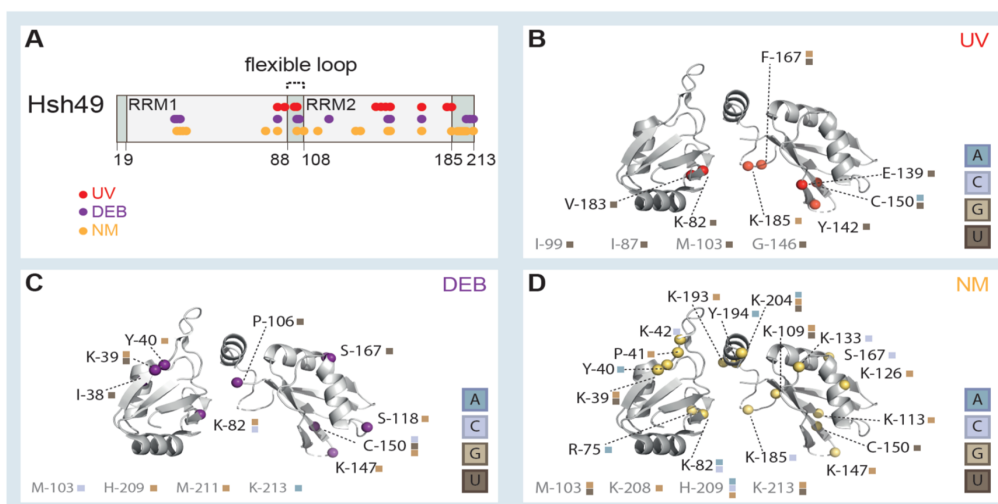 A
flexible loop
Hsh49
RRM1
RRM2
19
88
108
185
213
UV
DEB
NM
B
UV
F-167
E-139
C-150
V-183
K-82
K-185
Y-142
I-99
I-87
M-103
G-146
A
C
G
U
C
DEB
P-106
Y-40
K-39
I-38
S-167
K-82
S-118
C-150
K-147
M-103
H-209
M-211
K-213
A
C
G
U
D
NM
K-193
K-204
Y-194
K-42
K-109
K-133
P-41
S-167
Y-40
K-126
K-39
K-113
R-75
C-150
K-82
K-185
K-147
M-103
K-208
H-209
K-213
A
C
G
U